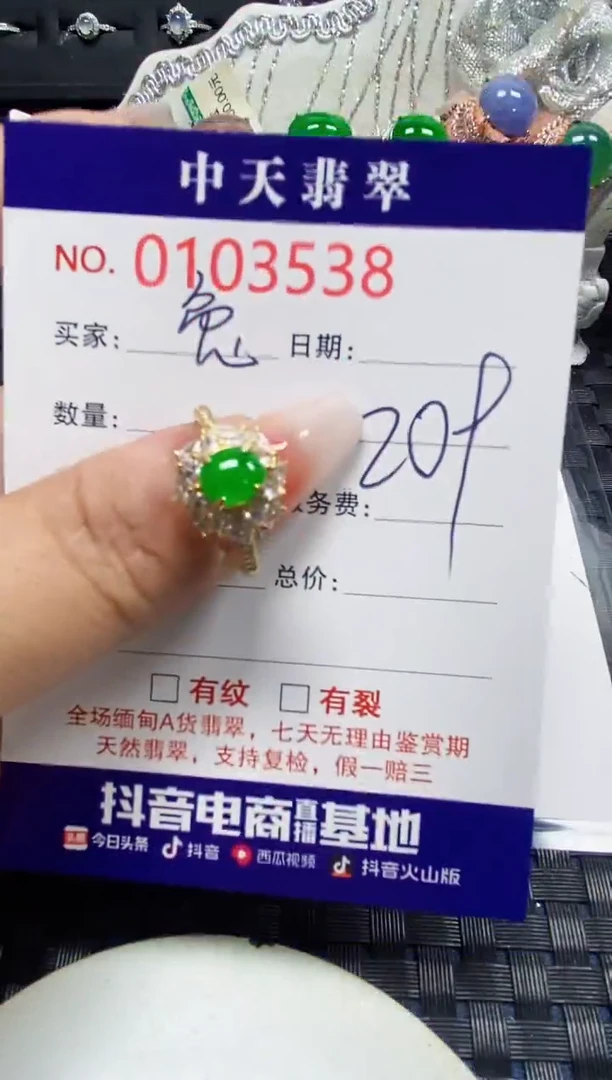 中天翡翠
NO. 0103538
买家: 兔 日期:
数量:
209
务费:
总价:
有纹 有裂
全场缅甸A货翡翠，七天无理由鉴赏期
天然翡翠，支持复检，假一赔三
抖音电商直播基地
今日头条 抖音 西瓜视频 抖音火山版